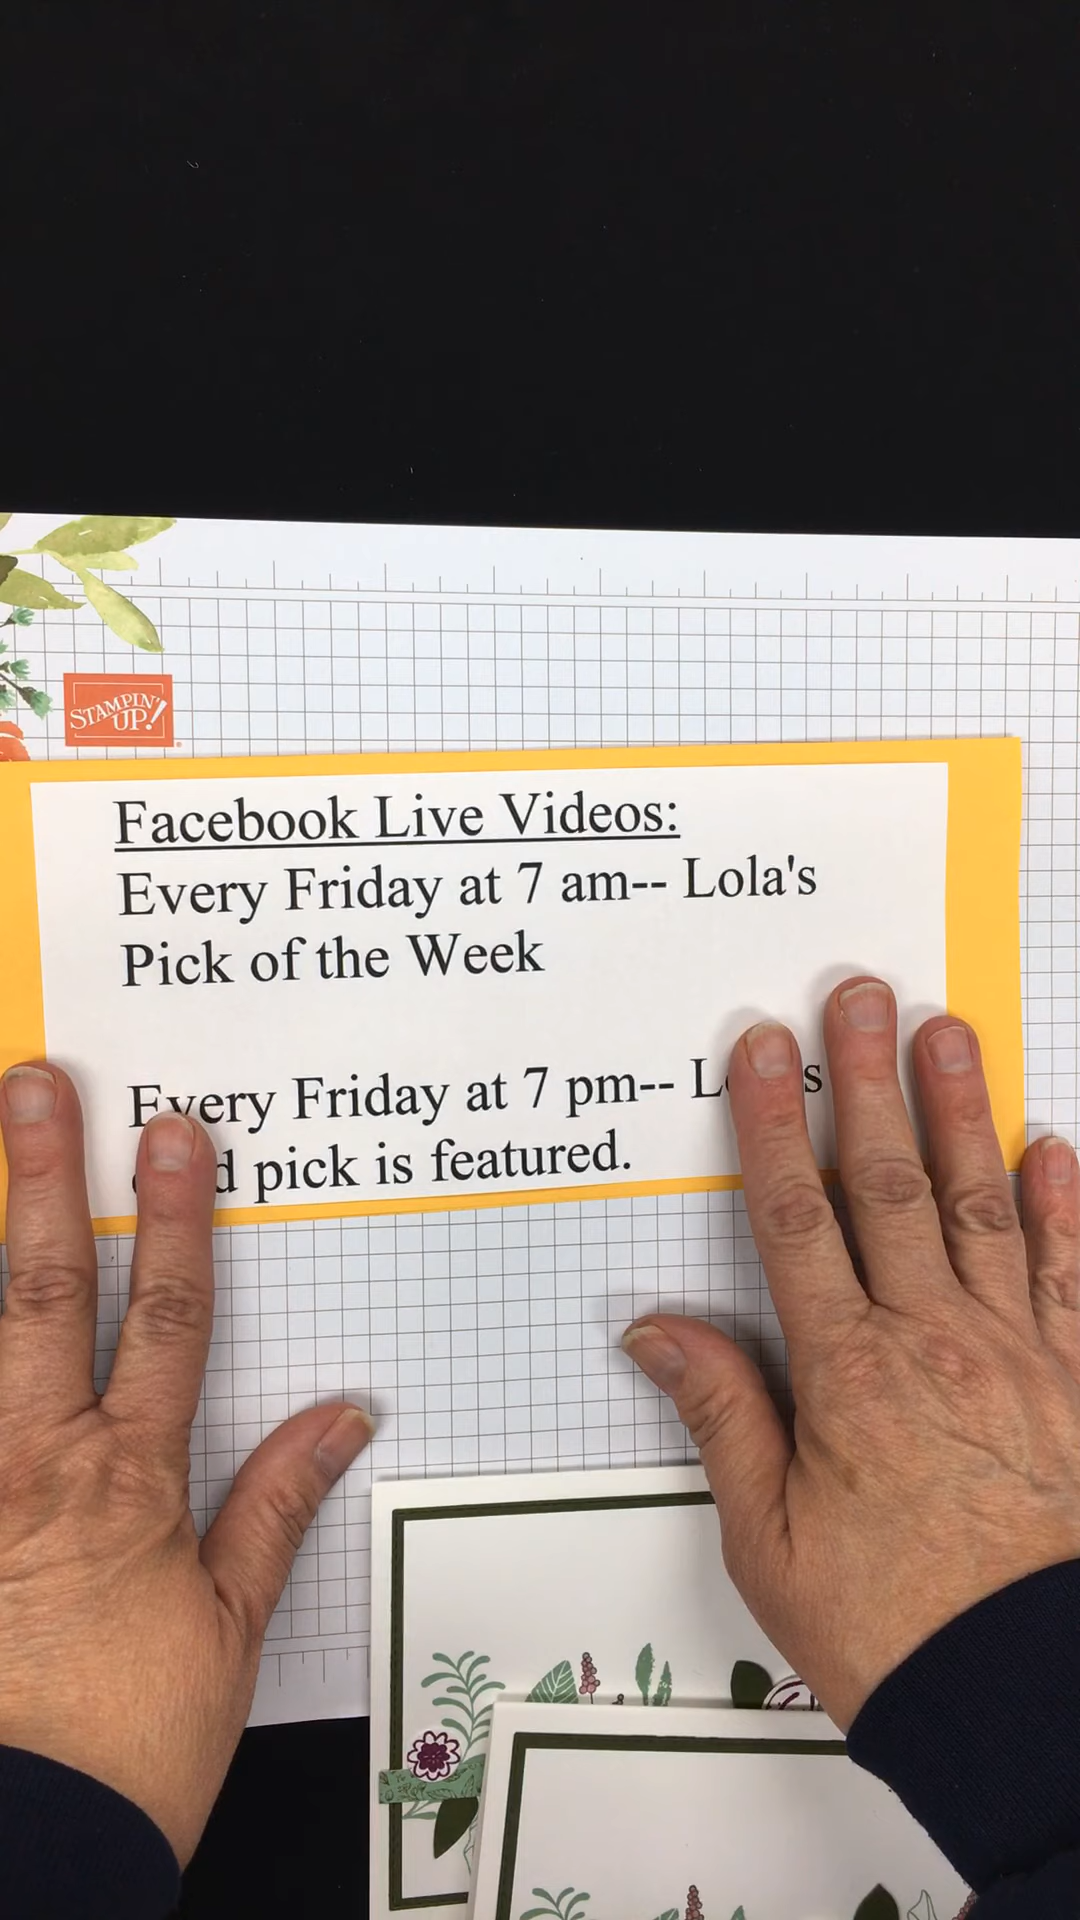 STAMPIN' UP!
Facebook Live Videos:
Every Friday at 7 am-- Lola's
Pick of the Week
Every Friday at 7 pm--
pick is featured.